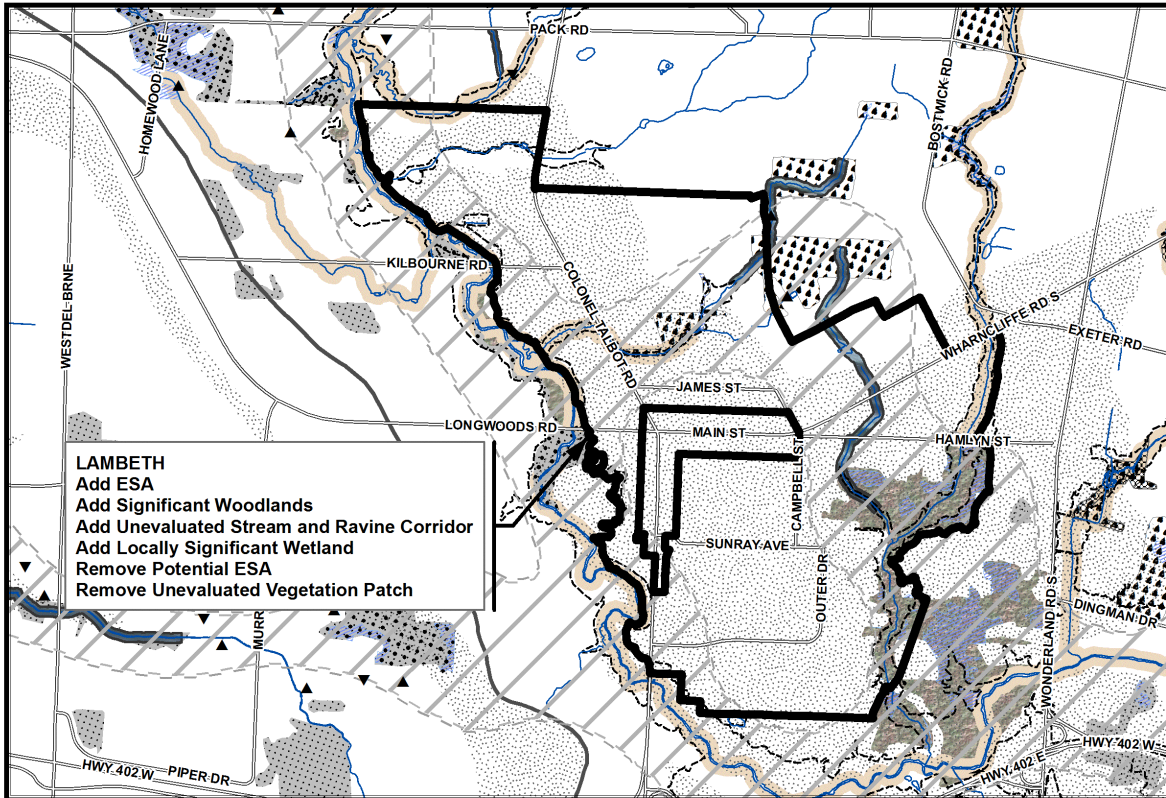 PACK RD
HOMEWOOD LANE
BOSTWICK RD
KILBOURNE RD
COLONEL TALBOT RD
WESTDEL BRNE
WHARNCLIFFE RD S
EXETER RD
JAMES ST
LONGWOODS RD
MAIN ST
HAMLYN ST
CAMPBELL ST
LAMBETH
Add ESA
Add Significant Woodlands
Add Unevaluated Stream and Ravine Corridor
Add Locally Significant Wetland
Remove Potential ESA
Remove Unevaluated Vegetation Patch
SUNRAY AVE
OUTER DR
MURR
WONDERLAND RD S
DINGMAN DR
HWY 402 W
PIPER DR
HWY 402 W
HWY 402 E